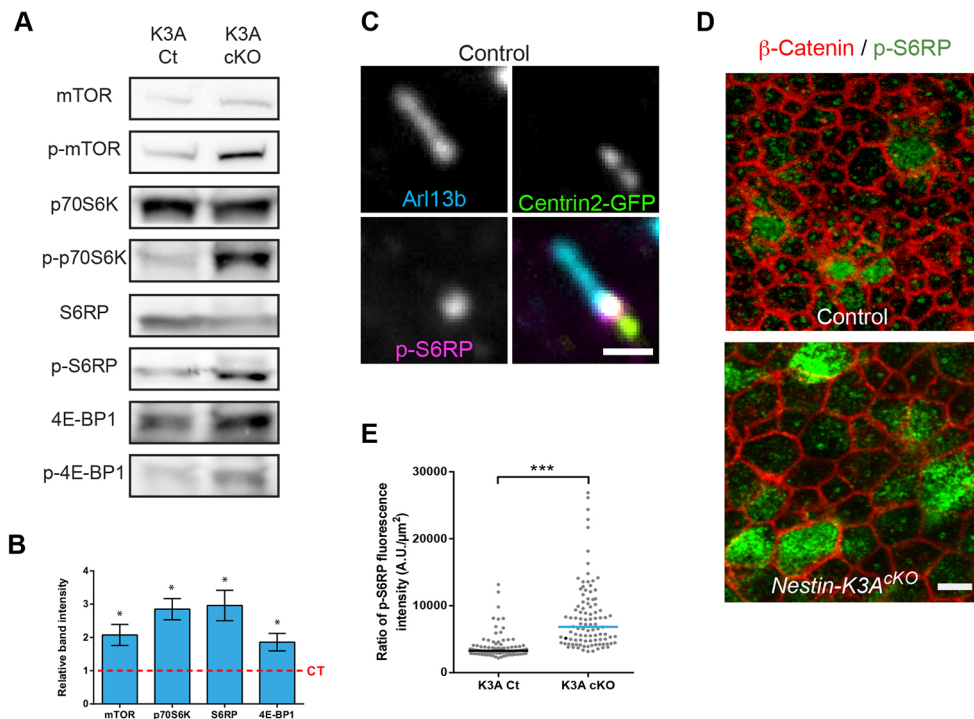 A
K3A K3A
Ct cKO
mTOR
p-mTOR
p70S6K
p-p70S6K
S6RP
p-S6RP
4E-BP1
p-4E-BP1
B
Relative band intensity
4
3
2
1
0
* * * *
CT
mTOR p70S6K S6RP 4E-BP1
C
Control
Arl13b
Centrin2-GFP
p-S6RP
D
β-Catenin / p-S6RP
Control
Nestin-K3AcKO
E
Ratio of p-S6RP fluorescence
intensity (A.U./µm²)
30000
20000
10000
0
***
K3A Ct K3A cKO